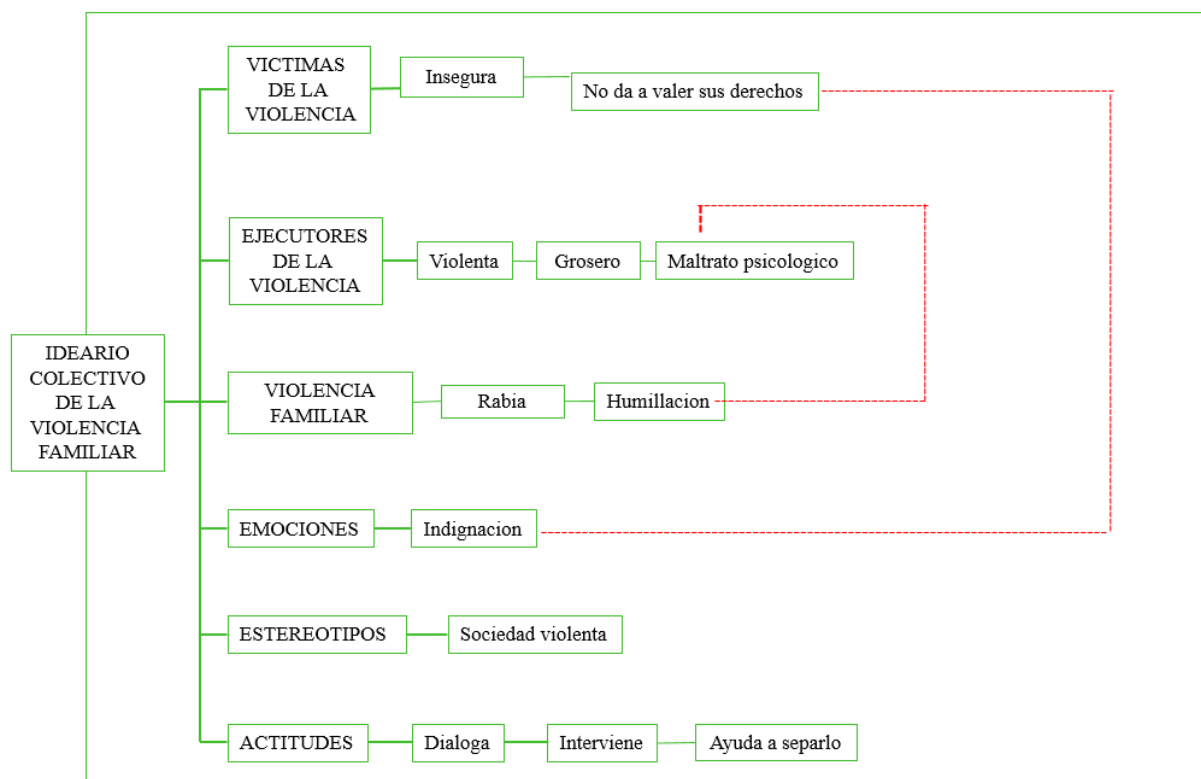 VICTIMAS
DE LA
VIOLENCIA
Insegura
No da a valer sus derechos
EJECUTORES
DE LA
VIOLENCIA
Violenta
Grosero
Maltrato psicologico
IDEARIO
COLECTIVO
DE LA
VIOLENCIA
FAMILIAR
VIOLENCIA
FAMILIAR
Rabia
Humillacion
EMOCIONES
Indignacion
ESTEREOTIPOS
Sociedad violenta
ACTITUDES
Dialoga
Interviene
Ayuda a separlo